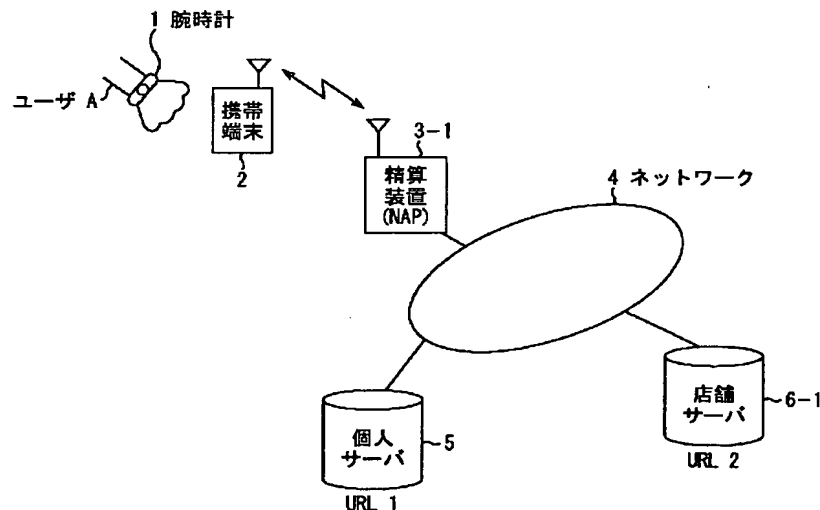 1 腕時計
ユーザ A
携帯
端末
2
3-1
精算
装置
(NAP)
4 ネットワーク
個人
サーバ
5
URL 1
店舗
サーバ
6-1
URL 2